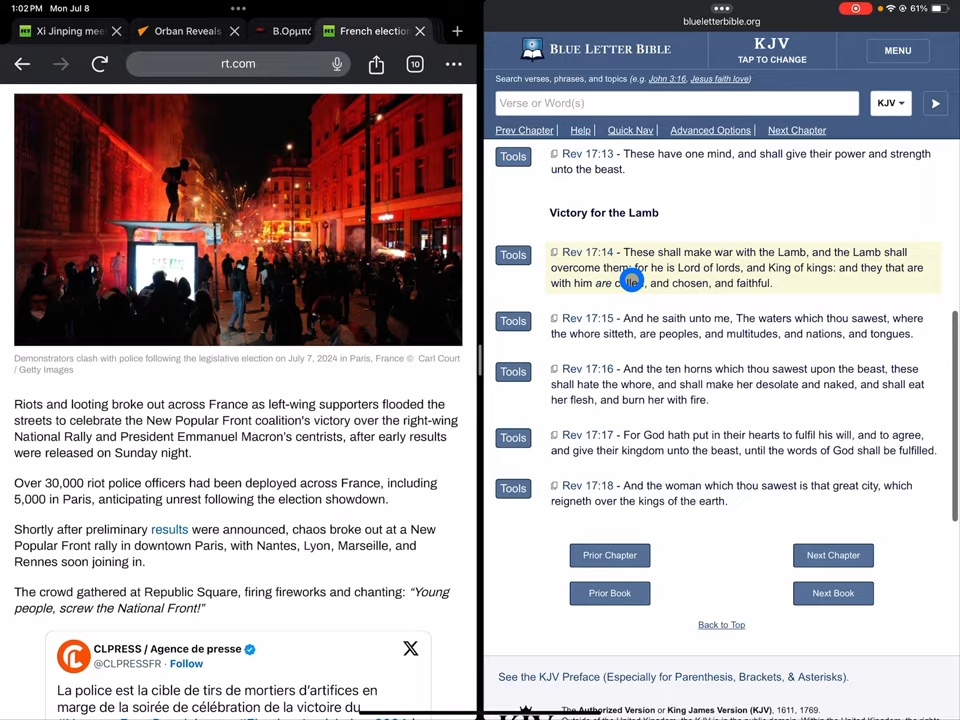 1:02 PM Mon Jul 8
61%
Xi Jinping mee
Orban Reveals
Β.Ορμπα
French election
rt.com
10
Demonstrators clash with police following the legislative election on July 7, 2024 in Paris, France © Carl Court
/ Getty Images
Riots and looting broke out across France as left-wing supporters flooded the
streets to celebrate the New Popular Front coalition's victory over the right-wing
National Rally and President Emmanuel Macron's centrists, after early results
were released on Sunday night.
Over 30,000 riot police officers had been deployed across France, including
5,000 in Paris, anticipating unrest following the election showdown.
Shortly after preliminary results were announced, chaos broke out at a New
Popular Front rally in downtown Paris, with Nantes, Lyon, Marseille, and
Rennes soon joining in.
The crowd gathered at Republic Square, firing fireworks and chanting: “Young
people, screw the National Front!”
CLPRESS / Agence de presse
@CLPRESSFR · Follow
La police est la cible de tirs de mortiers d'artifices en
marge de la soirée de célébration de la victoire du
blueletterbible.org
BLUE LETTER BIBLE
KJV
TAP TO CHANGE
MENU
Search verses, phrases, and topics (e.g. John 3:16, Jesus faith love)
Verse or Word(s)
KJV
Prev Chapter | Help | Quick Nav | Advanced Options | Next Chapter
Tools
Rev 17:13 - These have one mind, and shall give their power and strength
unto the beast.
Victory for the Lamb
Tools
Rev 17:14 - These shall make war with the Lamb, and the Lamb shall
overcome them: for he is Lord of lords, and King of kings: and they that are
with him are called, and chosen, and faithful.
Tools
Rev 17:15 - And he saith unto me, The waters which thou sawest, where
the whore sitteth, are peoples, and multitudes, and nations, and tongues.
Tools
Rev 17:16 - And the ten horns which thou sawest upon the beast, these
shall hate the whore, and shall make her desolate and naked, and shall eat
her flesh, and burn her with fire.
Tools
Rev 17:17 - For God hath put in their hearts to fulfil his will, and to agree,
and give their kingdom unto the beast, until the words of God shall be fulfilled.
Tools
Rev 17:18 - And the woman which thou sawest is that great city, which
reigneth over the kings of the earth.
Prior Chapter
Next Chapter
Prior Book
Next Book
Back to Top
See the KJV Preface (Especially for Parenthesis, Brackets, & Asterisks).
KJV
The Authorized Version or King James Version (KJV), 1611, 1769.